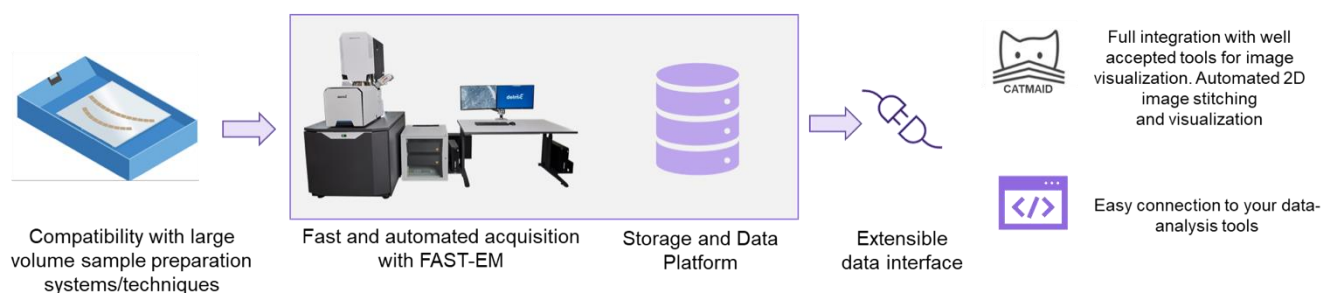 Compatibility with large
volume sample preparation
systems/techniques
Fast and automated acquisition
with FAST-EM
Storage and Data
Platform
Extensible
data interface
CATMAID
Full integration with well
accepted tools for image
visualization. Automated 2D
image stitching
and visualization
</>
Easy connection to your data-
analysis tools